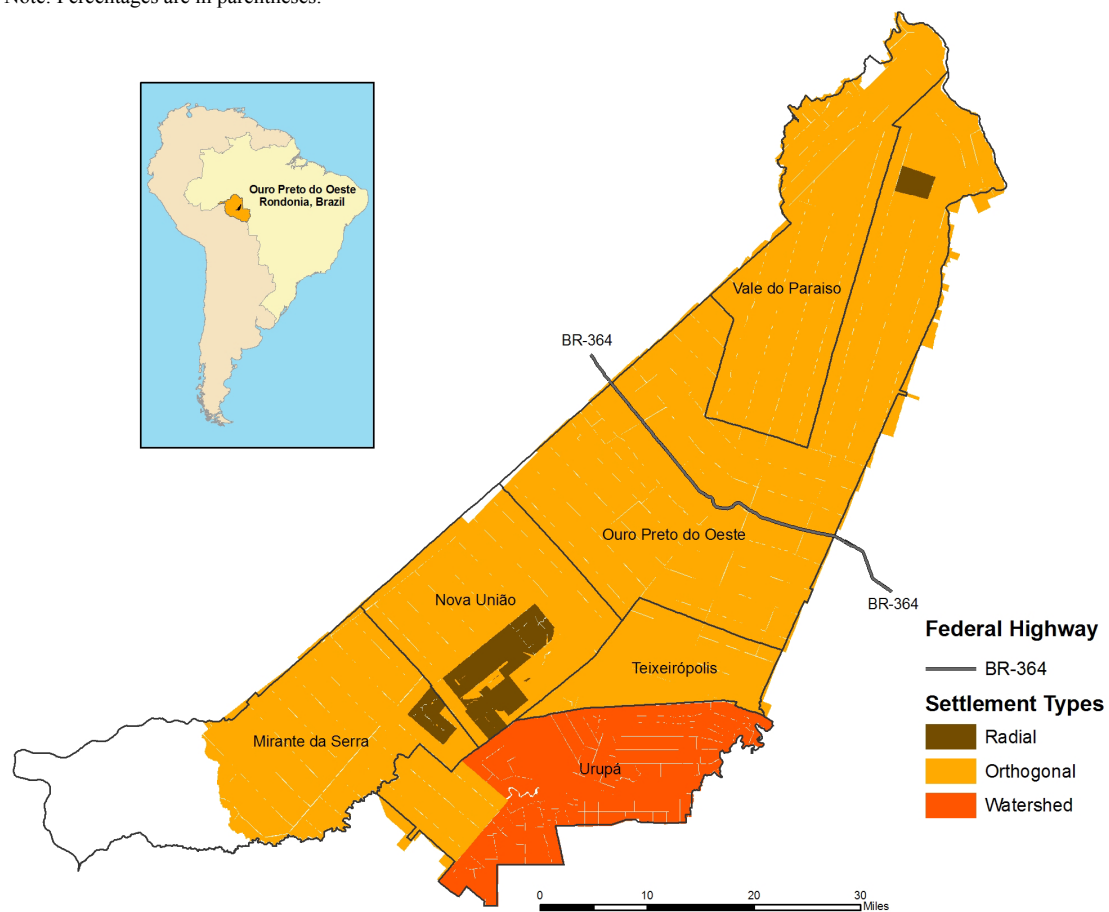 Note: Percentages are in parentheses.
Ouro Preto do Oeste
Rondonia, Brazil
Vale do Paraiso
BR-364
Ouro Preto do Oeste
Nova União
BR-364
Teixeirópolis
Mirante da Serra
Urupá
Federal Highway
BR-364
Settlement Types
Radial
Orthogonal
Watershed
0 10 20 30
Miles